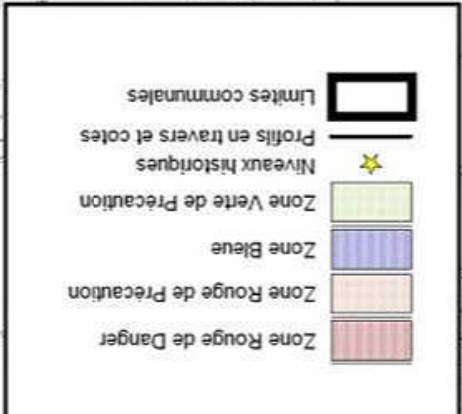 Zone Rouge de Danger
Zone Rouge de Précaution
Zone Bleue
Zone Verte de Précaution
Niveaux historiques
Profils en travers et cotes
Limites communales